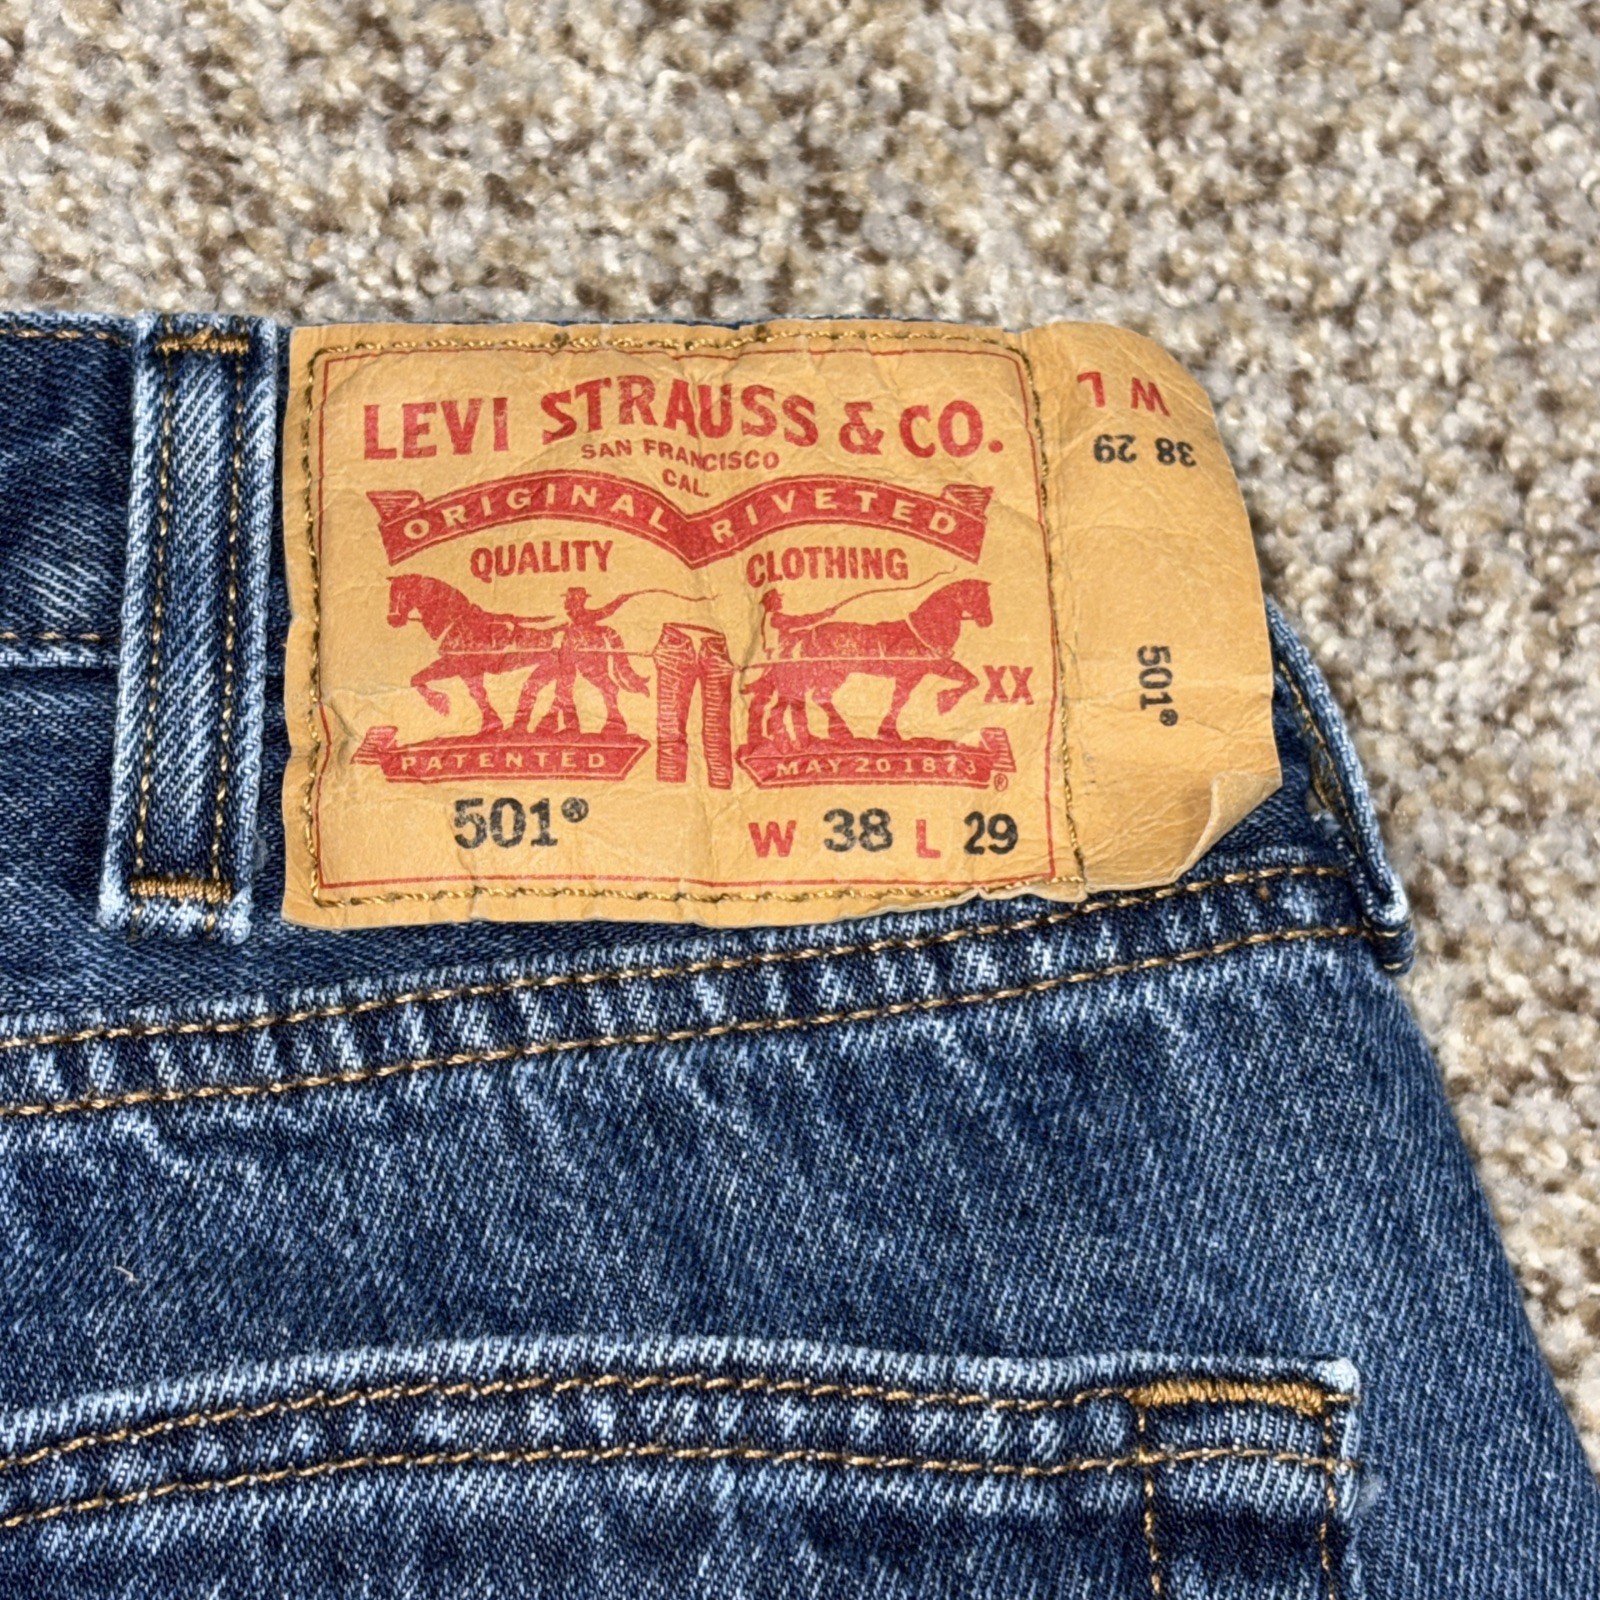 LEVI STRAUSS & CO.
SAN FRANCISCO
CAL.
ORIGINAL RIVETED
QUALITY CLOTHING
XX
PATENTED MAY 20 1873 ®
501® W 38 L 29
W L
38 29
501®